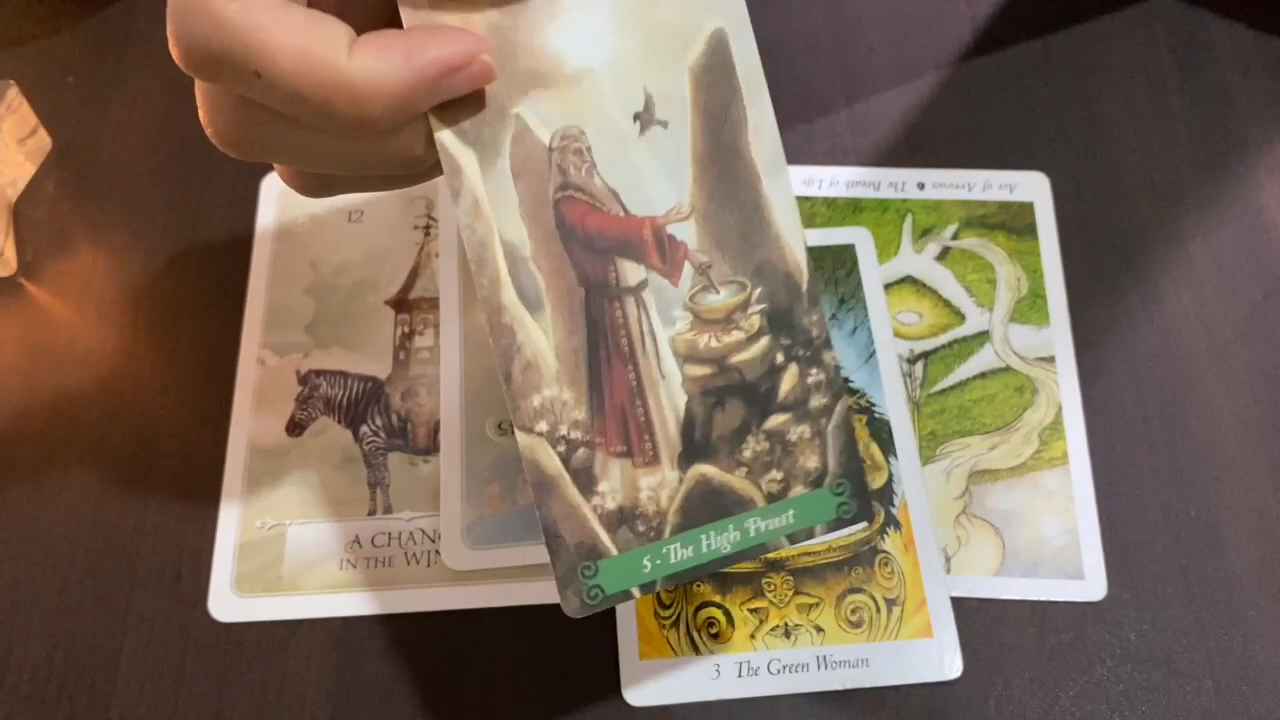 Ace of Arrows The Breath of Life
12
A CHAN
IN THE WIN
5 - The High Priest
3 The Green Woman